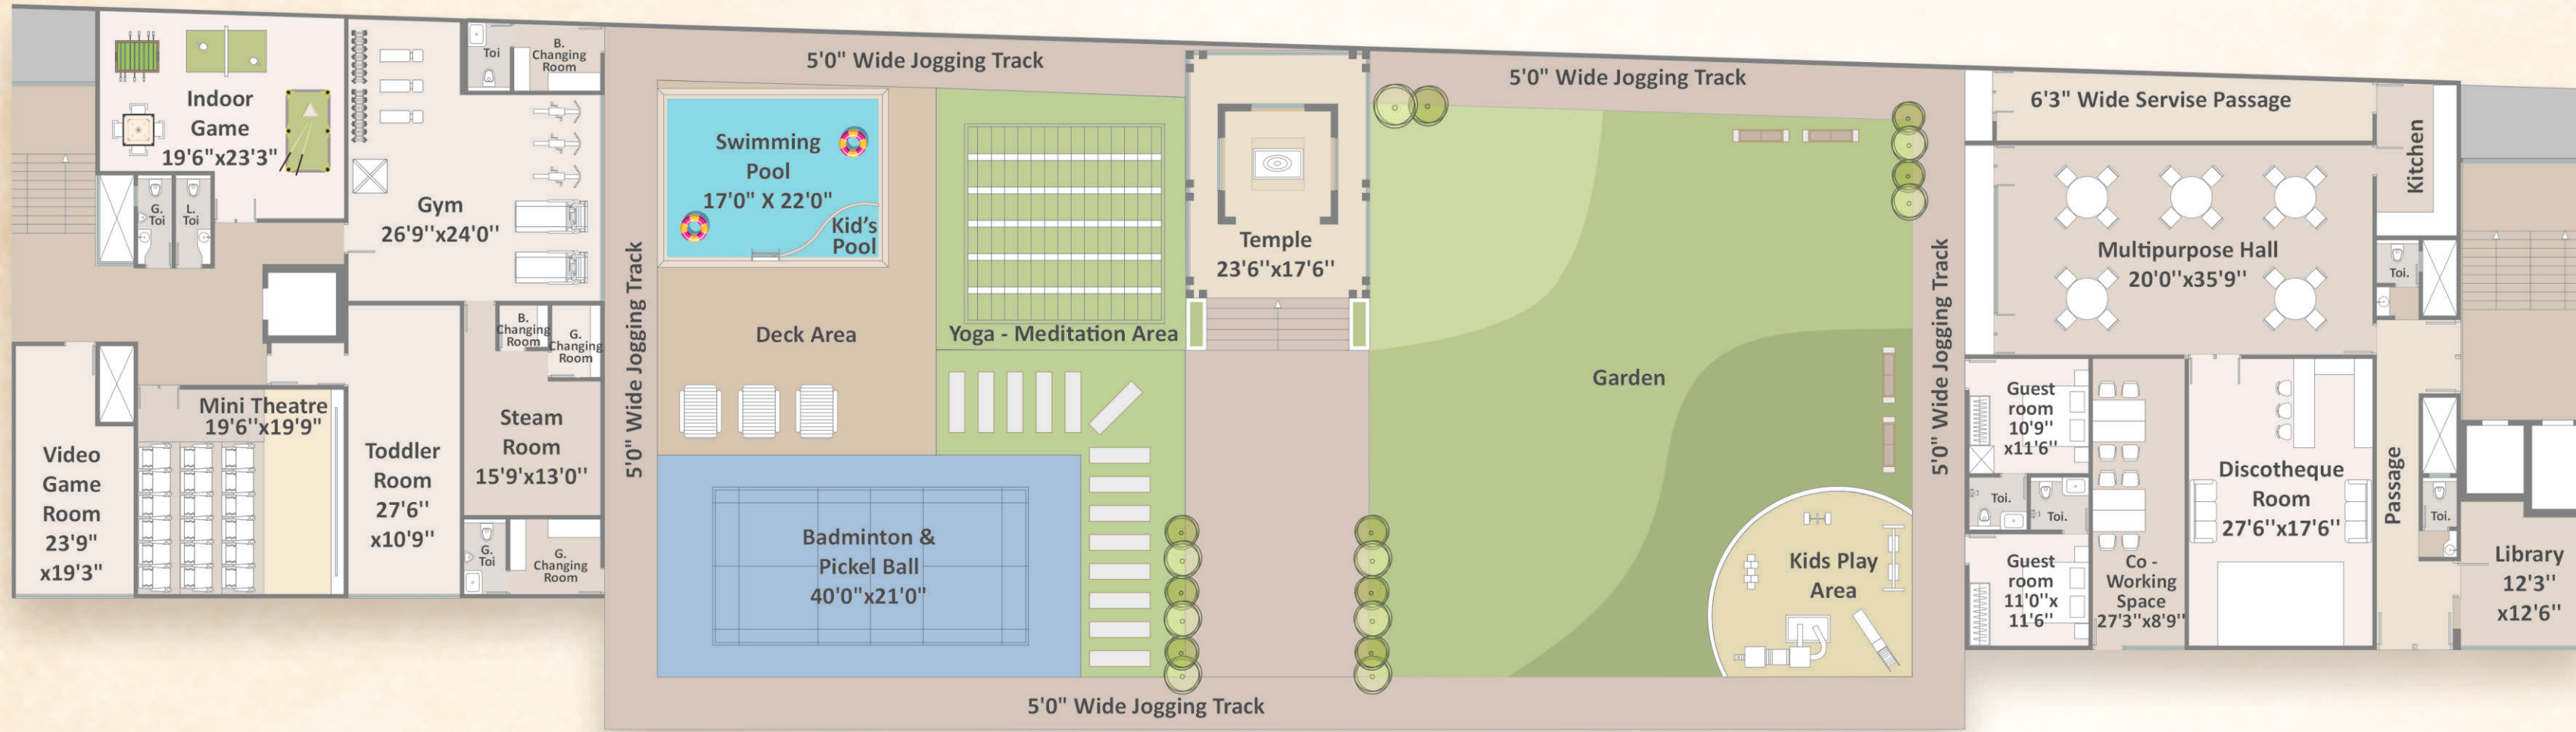 Indoor
Game
19'6"x23'3"
G.
Toi
L.
Toi
Toi
B.
Changing
Room
Gym
26'9''x24'0''
B.
Changing
Room
G.
Changing
Room
Steam
Room
15'9'x13'0''
G.
Toi
G.
Changing
Room
Video
Game
Room
23'9"
x19'3"
Mini Theatre
19'6''x19'9"
Toddler
Room
27'6''
x10'9''
5'0" Wide Jogging Track
5'0" Wide Jogging Track
Swimming
Pool
17'0" X 22'0"
Kid's
Pool
Deck Area
Yoga - Meditation Area
Badminton &
Pickel Ball
40'0"x21'0"
Temple
23'6''x17'6''
5'0" Wide Jogging Track
Garden
Kids Play
Area
5'0" Wide Jogging Track
5'0" Wide Jogging Track
6'3" Wide Servise Passage
Kitchen
Multipurpose Hall
20'0''x35'9''
Toi.
Guest
room
10'9''
x11'6''
Toi.
Toi.
Guest
room
11'0''x
11'6''
Co -
Working
Space
27'3''x8'9''
Discotheque
Room
27'6''x17'6''
Passage
Toi.
Library
12'3''
x12'6''